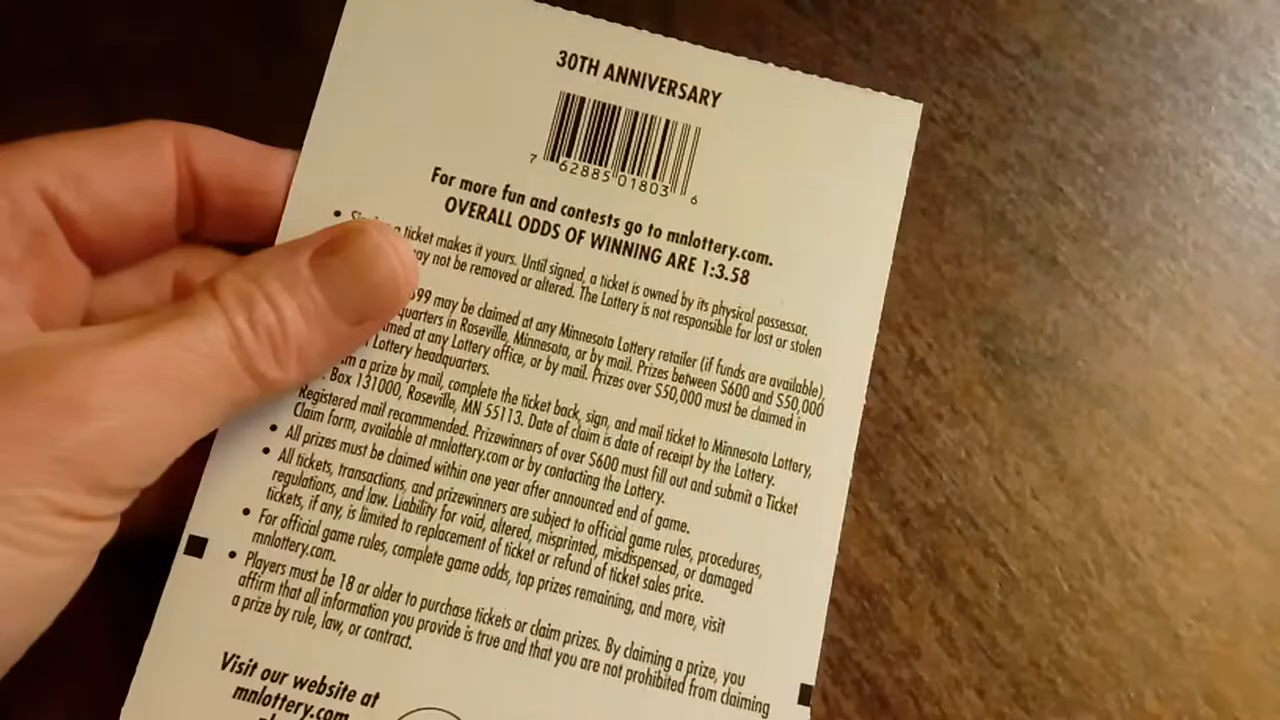 30TH ANNIVERSARY
7 62885 01803 6
For more fun and contests go to mnlottery.com.
OVERALL ODDS OF WINNING ARE 1:3.58
• a ticket makes it yours. Until signed, a ticket is owned by its physical possessor.
may not be removed or altered. The Lottery is not responsible for lost or stolen
99 may be claimed at any Minnesota Lottery retailer (if funds are available),
in Roseville, Minnesota, or by mail. Prizes between $600 and $50,000
at any Lottery office, or by mail. Prizes over $50,000 must be claimed in
Lottery headquarters.
a prize by mail, complete the ticket back, sign, and mail ticket to Minnesota Lottery,
Box 131000, Roseville, MN 55113. Date of claim is date of receipt by the Lottery.
Registered mail recommended. Prizewinners of over $600 must fill out and submit a Ticket
Claim form, available at mnlottery.com or by contacting the Lottery.
• All prizes must be claimed within one year after announced end of game.
• All tickets, transactions, and prizewinners are subject to official game rules, procedures,
regulations, and law. Liability for void, altered, misprinted, misdispensed, or damaged
tickets, if any, is limited to replacement of ticket or refund of ticket sales price.
• For official game rules, complete game odds, top prizes remaining, and more, visit
mnlottery.com.
• Players must be 18 or older to purchase tickets or claim prizes. By claiming a prize, you
affirm that all information you provide is true and that you are not prohibited from claiming
a prize by rule, law, or contract.
Visit our website at
mnlottery.com